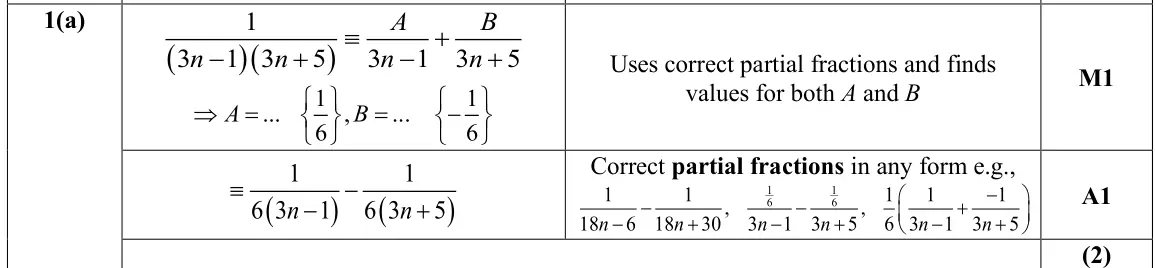 1(a)
1/((3n − 1)(3n + 5)) ≡ A/(3n − 1) + B/(3n + 5)
⇒ A = ... {1/6}, B = ... {−1/6}
Uses correct partial fractions and finds
values for both A and B
M1
≡ 1/(6(3n − 1)) − 1/(6(3n + 5))
Correct partial fractions in any form e.g.,
1/(18n − 6) − 1/(18n + 30), (1/6)/(3n − 1) − (1/6)/(3n + 5), 1/6(1/(3n − 1) + −1/(3n + 5))
A1
(2)